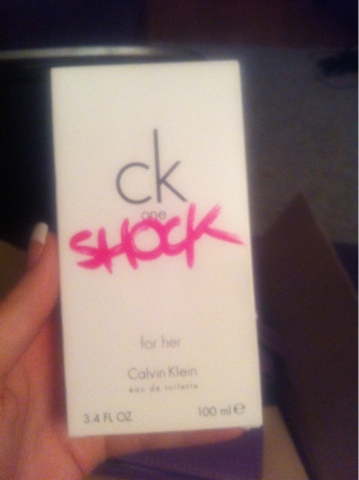 ck
one
SHOCK
for her
Calvin Klein
eau de toilette
3.4 FL OZ 100 ml ℮